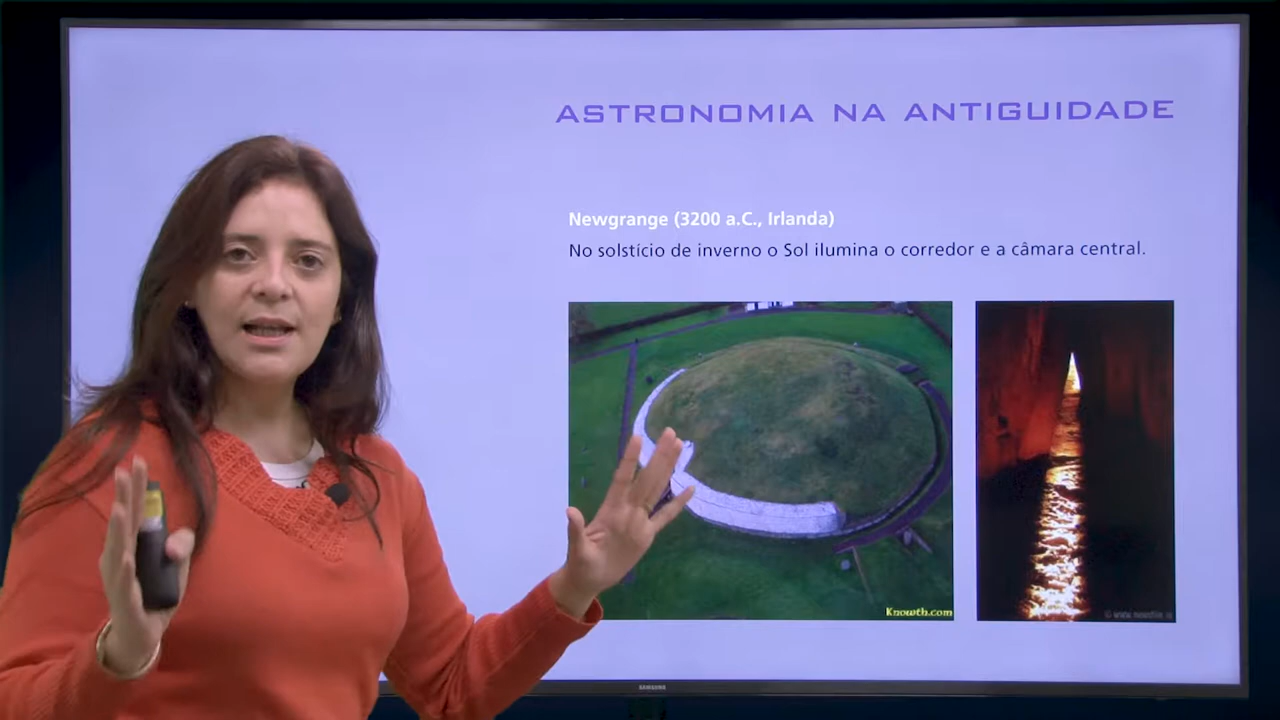 ASTRONOMIA NA ANTIGUIDADE
Newgrange (3200 a.C., Irlanda)
No solstício de inverno o Sol ilumina o corredor e a câmara central.
Knowth.com
SAMSUNG